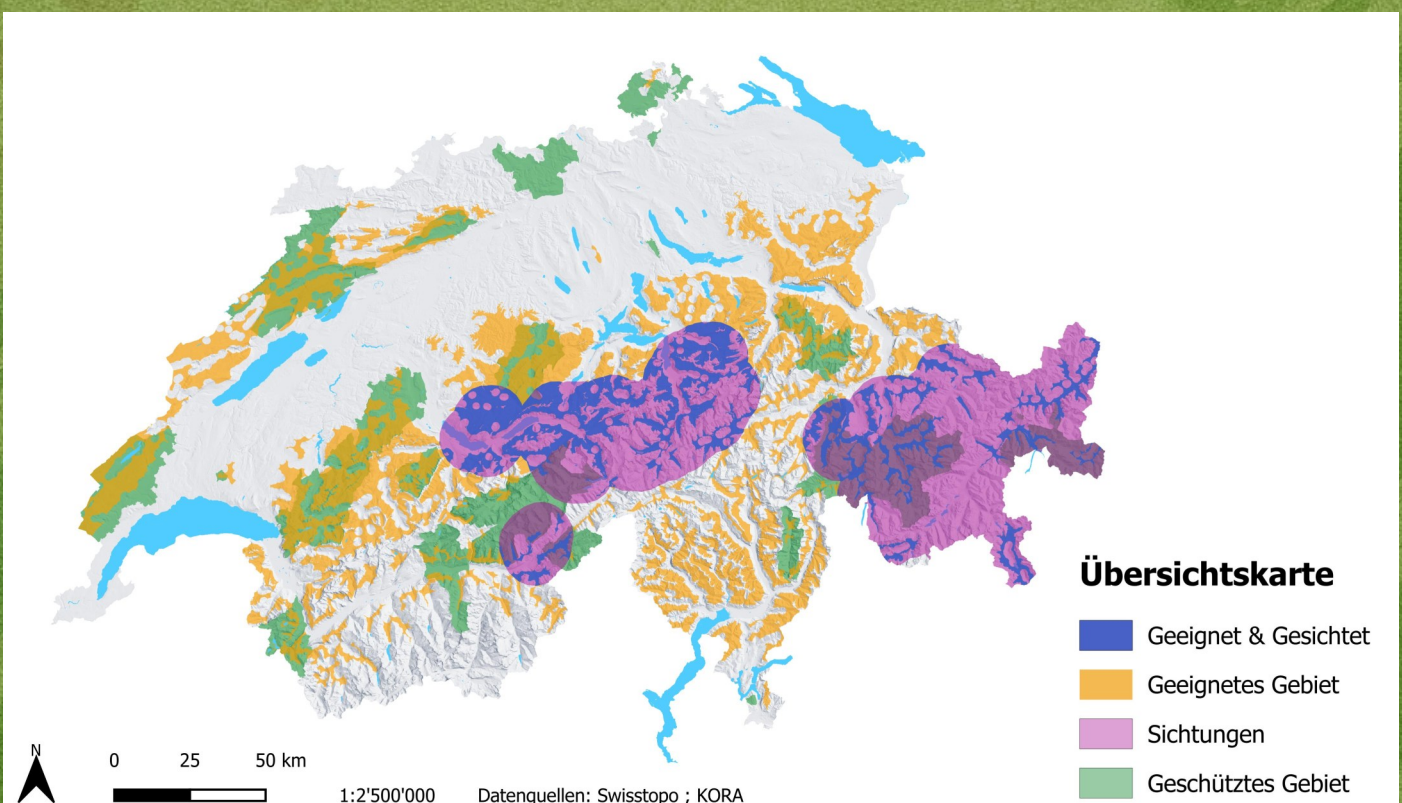 Übersichtskarte
Geeignet & Gesichtet
Geeignetes Gebiet
Sichtungen
Geschütztes Gebiet
N
0 25 50 km
1:2'500'000 Datenquellen: Swisstopo ; KORA